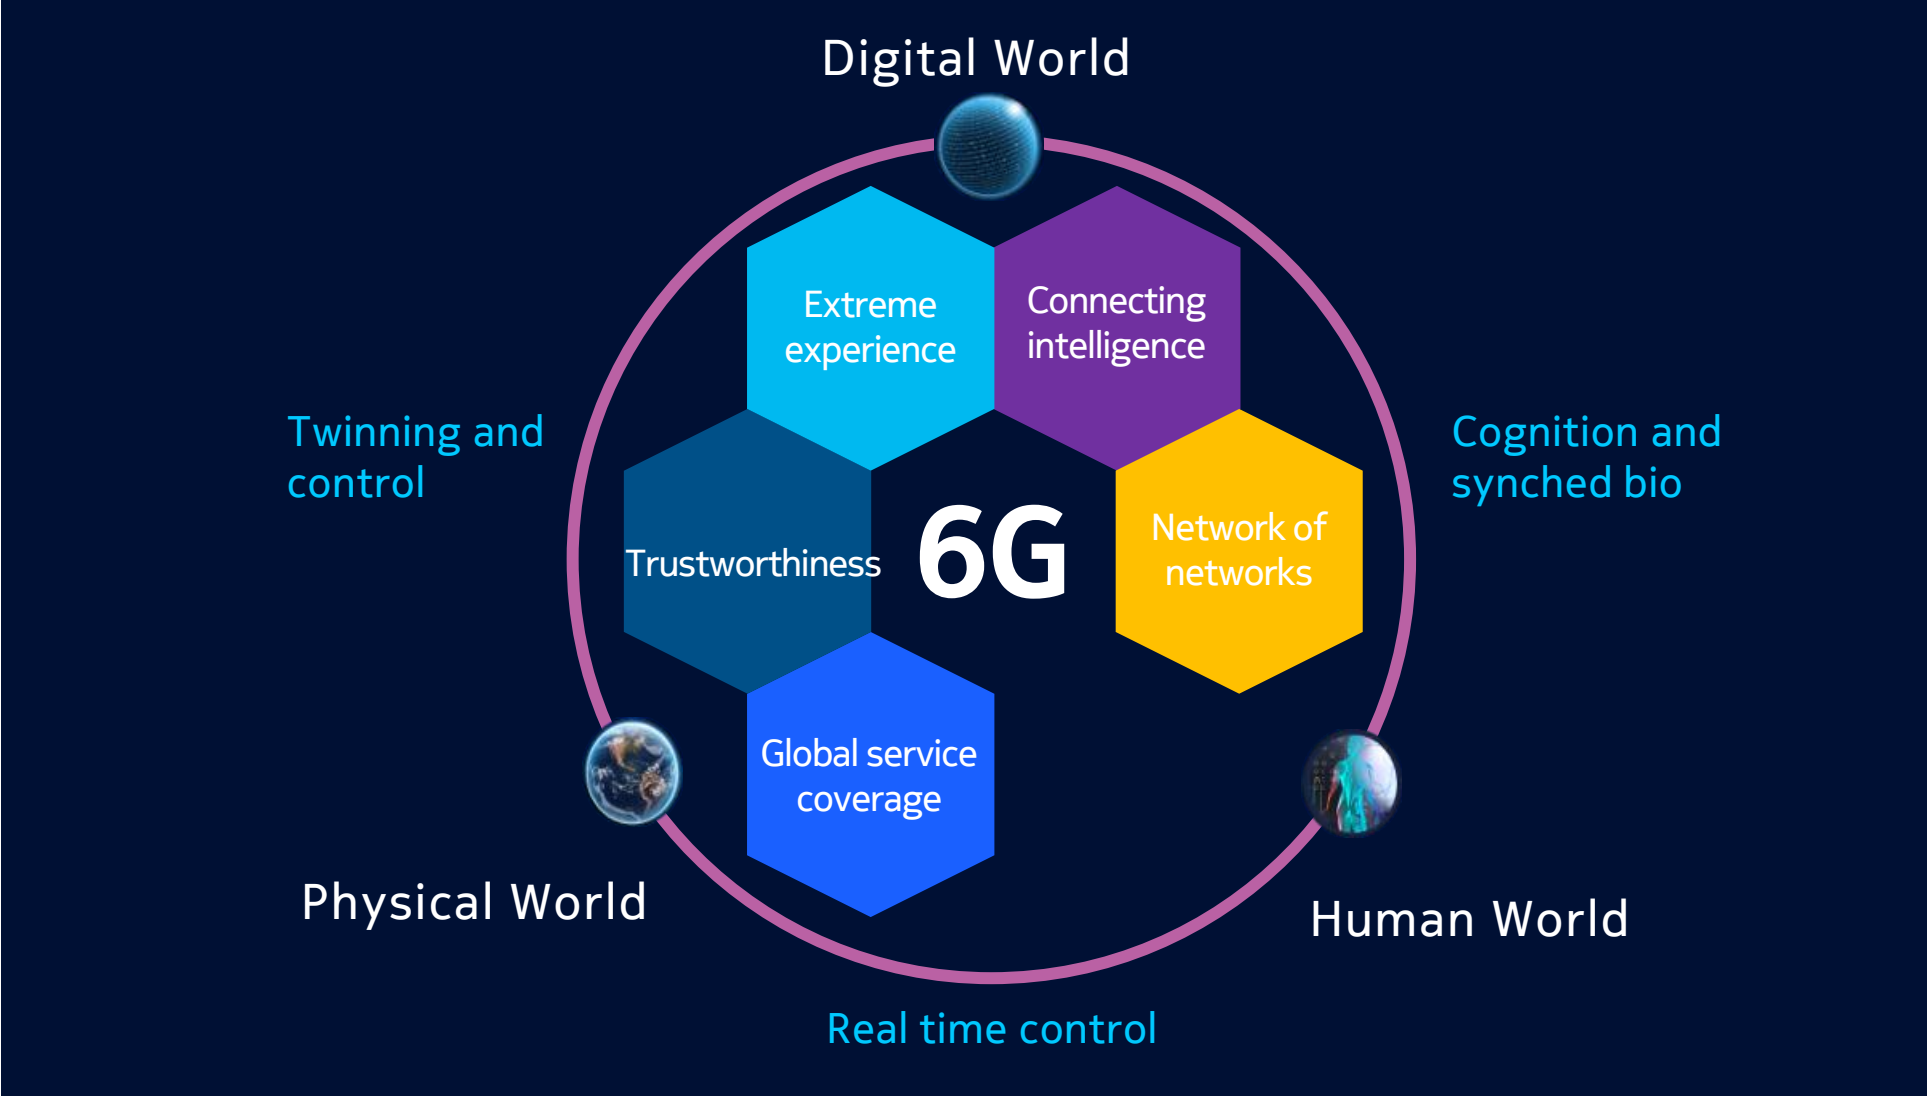 Digital World
Extreme
experience
Connecting
intelligence
Twinning and
control
Cognition and
synched bio
Trustworthiness
6G
Network of
networks
Global service
coverage
Physical World
Human World
Real time control